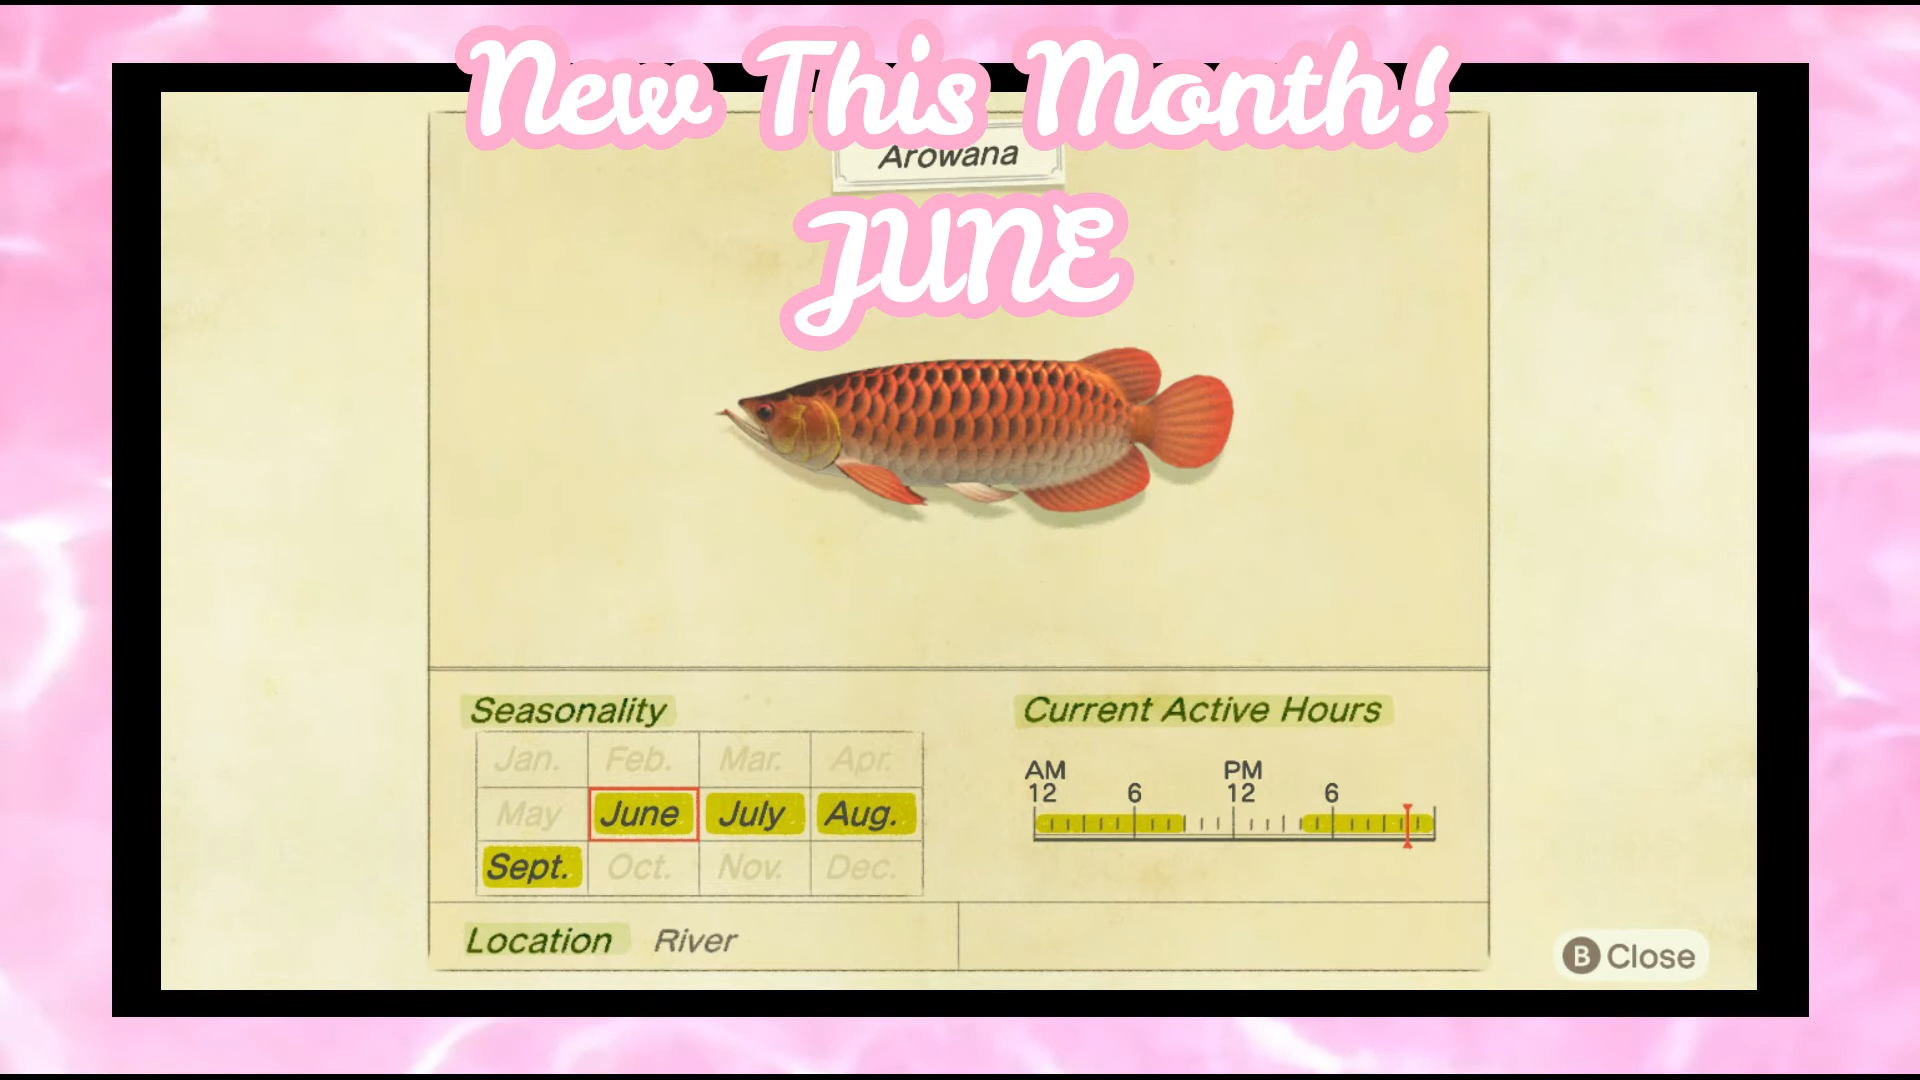 New This Month!
Arowana
JUNE
Seasonality
Jan. Feb. Mar. Apr.
May June July Aug.
Sept. Oct. Nov. Dec.
Current Active Hours
AM PM
12 6 12 6
Location River
B Close